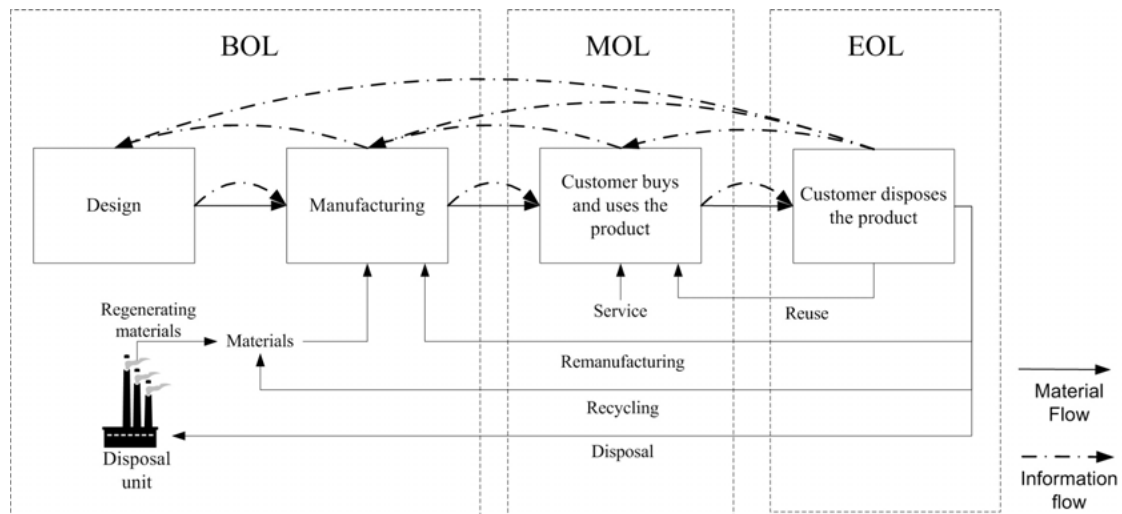 BOL
MOL
EOL
Design
Manufacturing
Customer buys
and uses the
product
Customer disposes
the product
Regenerating
materials
Materials
Service
Reuse
Remanufacturing
Recycling
Disposal
Disposal
unit
Material
Flow
Information
flow